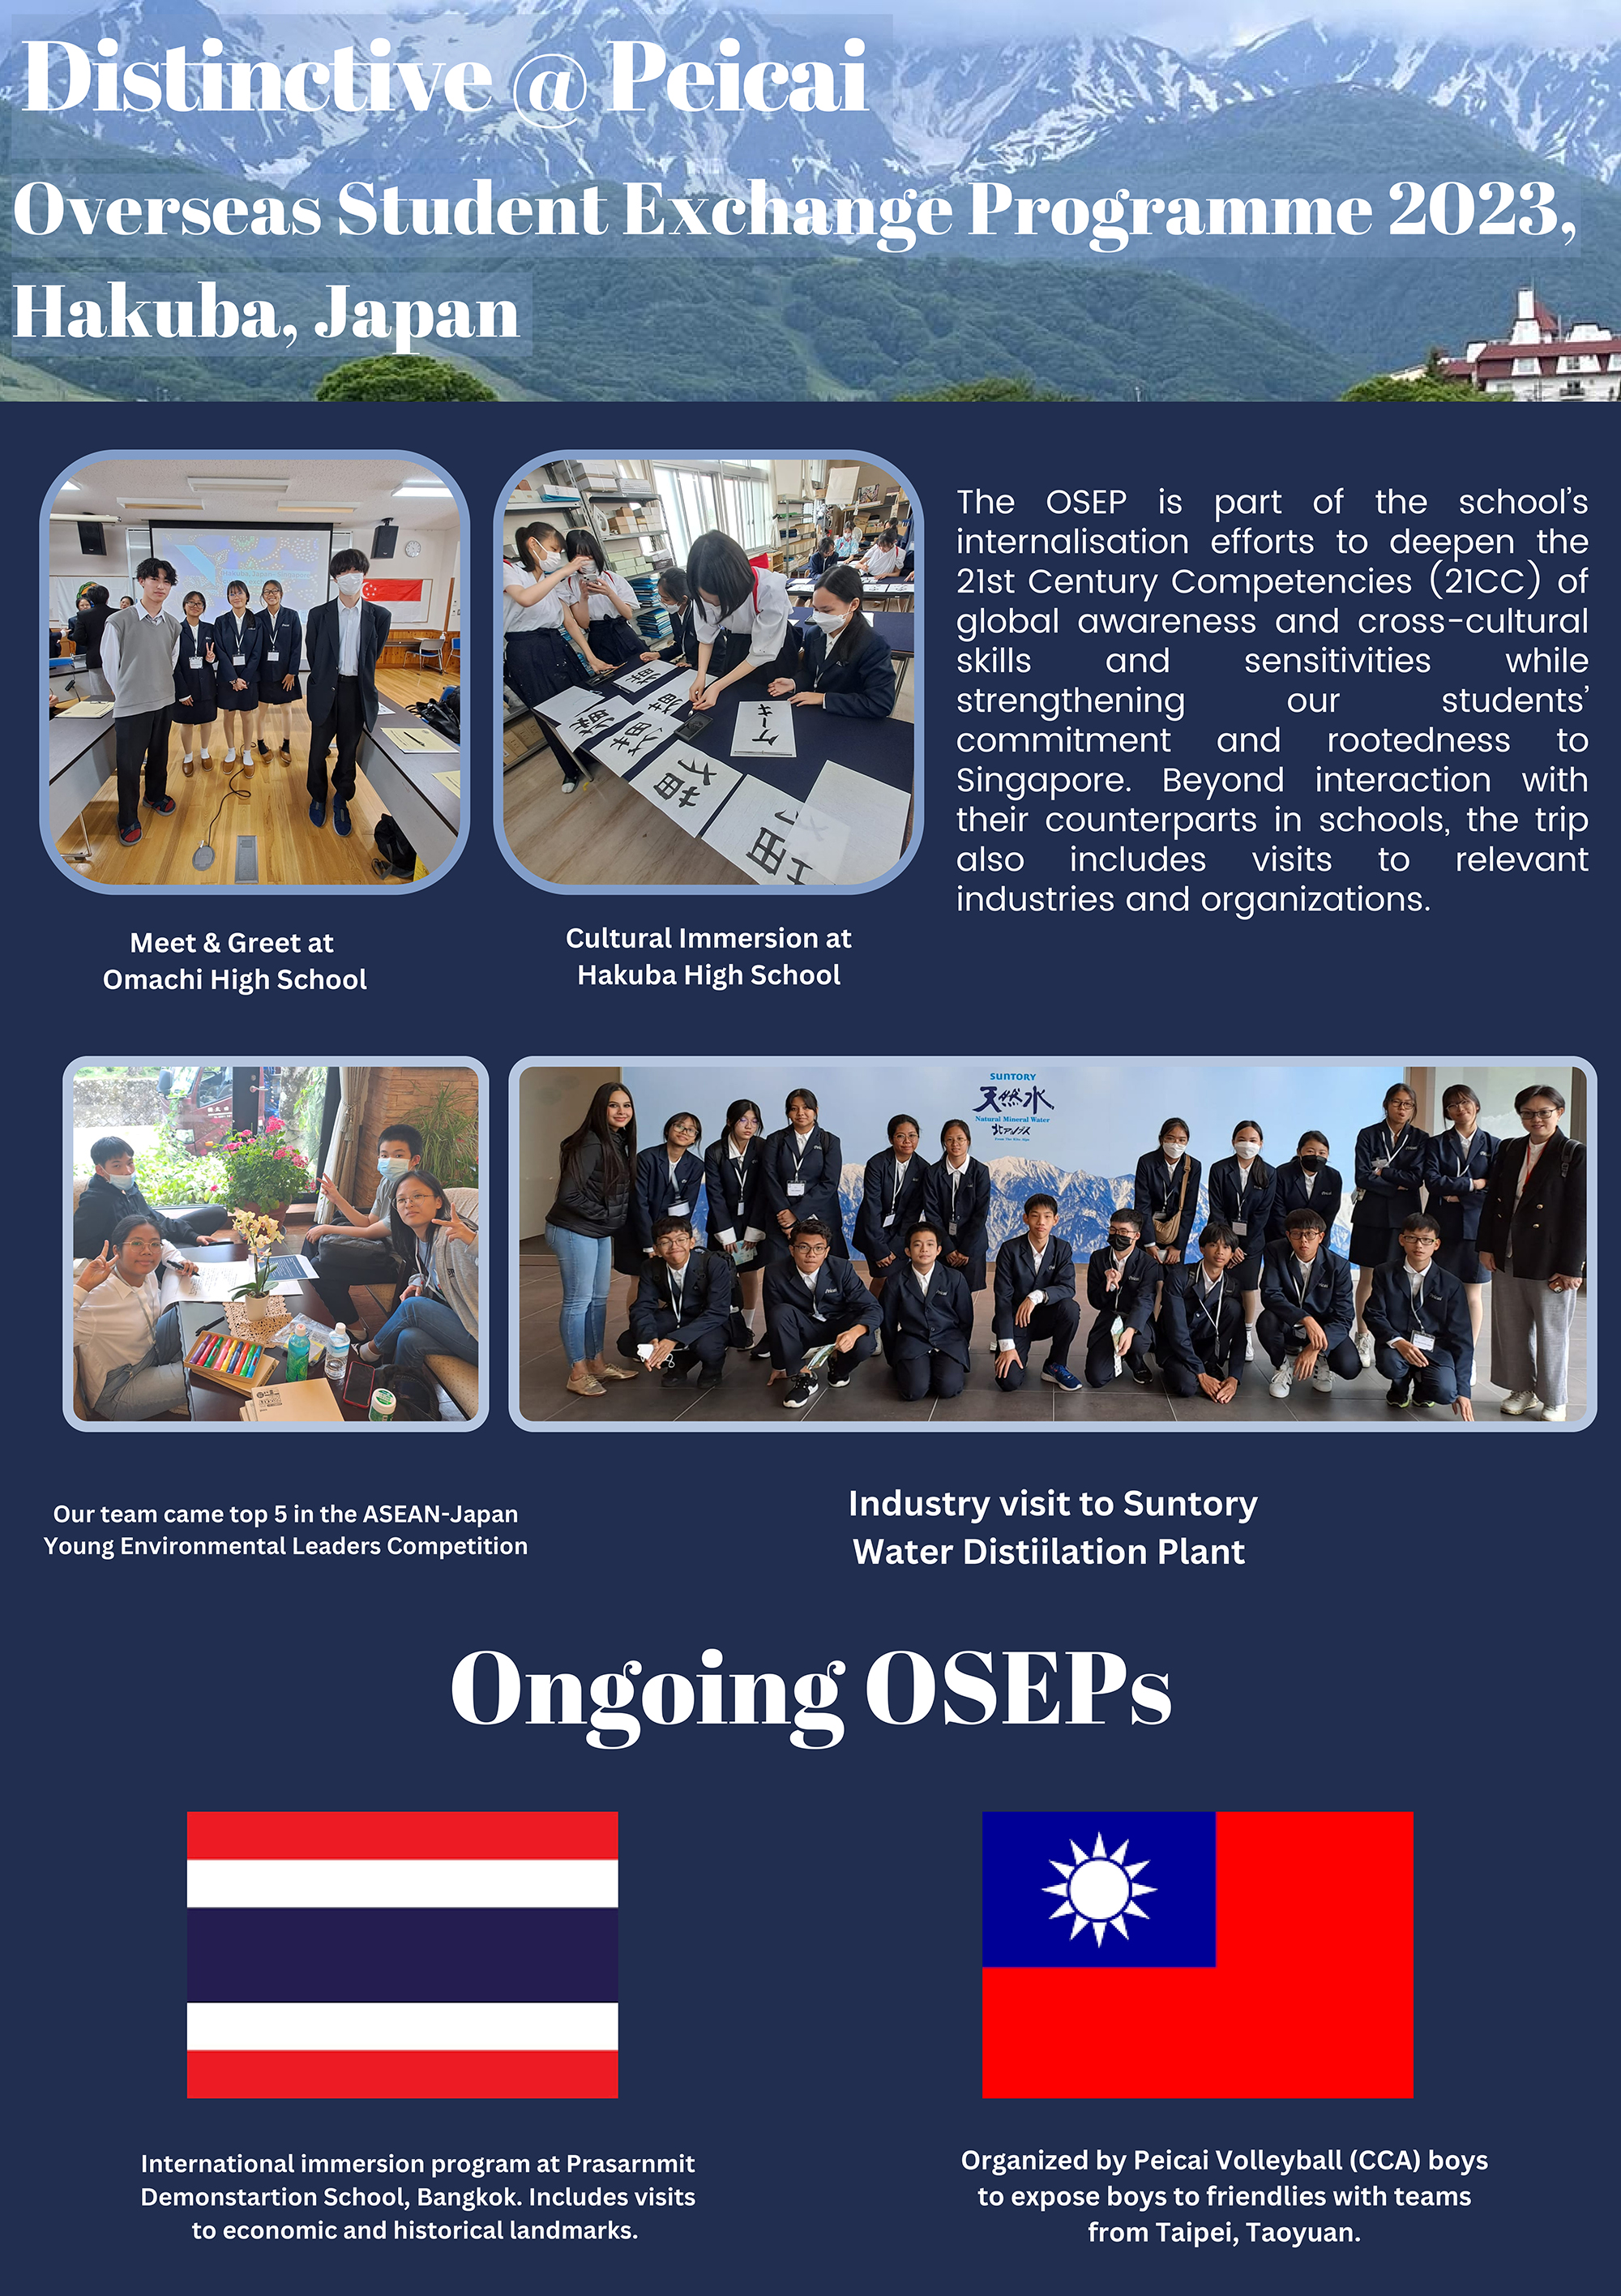 Distinctive @ Peicai
Overseas Student Exchange Programme 2023,
Hakuba, Japan
The OSEP is part of the school's
internalisation efforts to deepen the
21st Century Competencies (21CC) of
global awareness and cross-cultural
skills and sensitivities while
strengthening our students'
commitment and rootedness to
Singapore. Beyond interaction with
their counterparts in schools, the trip
also includes visits to relevant
industries and organizations.
Meet & Greet at
Omachi High School
Cultural Immersion at
Hakuba High School
SUNTORY
天然水
Natural Mineral Water
北アルプス
Our team came top 5 in the ASEAN-Japan
Young Environmental Leaders Competition
Industry visit to Suntory
Water Distiilation Plant
Ongoing OSEPs
International immersion program at Prasarnmit
Demonstartion School, Bangkok. Includes visits
to economic and historical landmarks.
Organized by Peicai Volleyball (CCA) boys
to expose boys to friendlies with teams
from Taipei, Taoyuan.